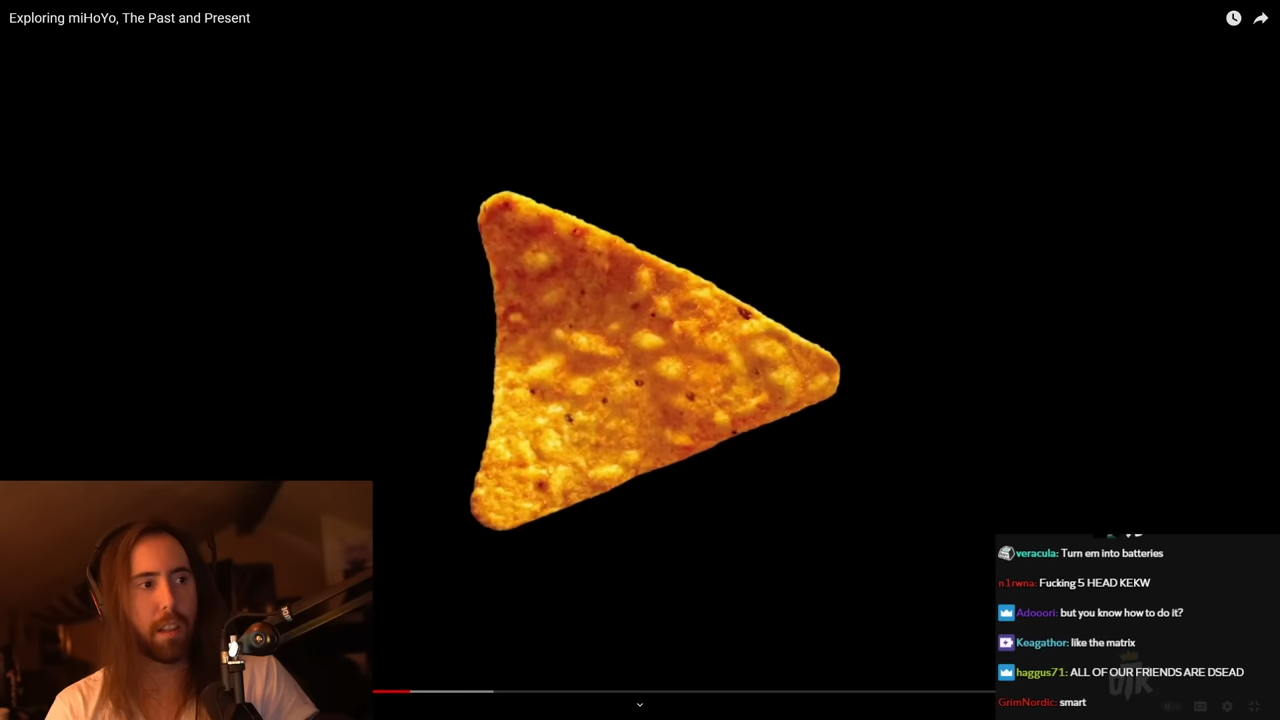 Exploring miHoYo, The Past and Present
veracula: Turn em into batteries
n1rwna: Fucking 5 HEAD KEKW
Adooori: but you know how to do it?
Keagathor: like the matrix
haggus71: ALL OF OUR FRIENDS ARE DSEAD
GrimNordic: smart